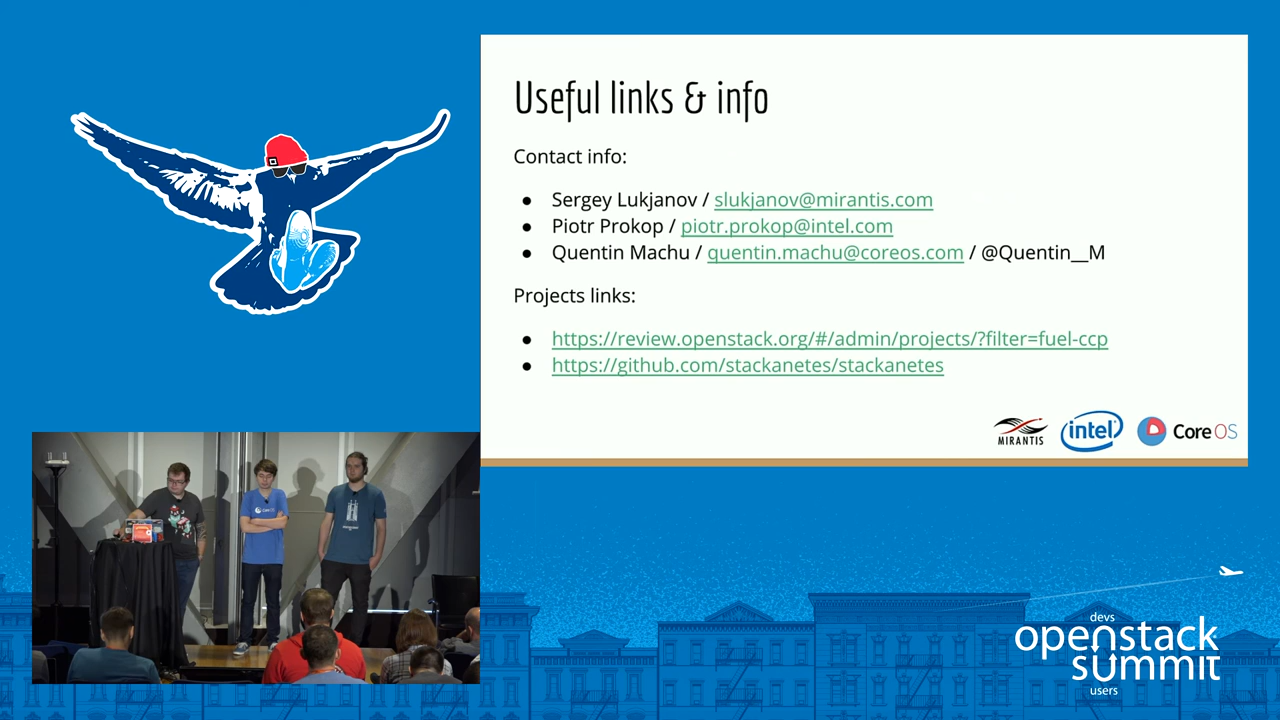 Useful links & info
Contact info:
● Sergey Lukjanov / slukjanov@mirantis.com
● Piotr Prokop / piotr.prokop@intel.com
● Quentin Machu / quentin.machu@coreos.com / @Quentin__M
Projects links:
● https://review.openstack.org/#/admin/projects/?filter=fuel-ccp
● https://github.com/stackanetes/stackanetes
MIRANTIS
intel
CoreOS
CoreOS
devs
openstack
summit
users